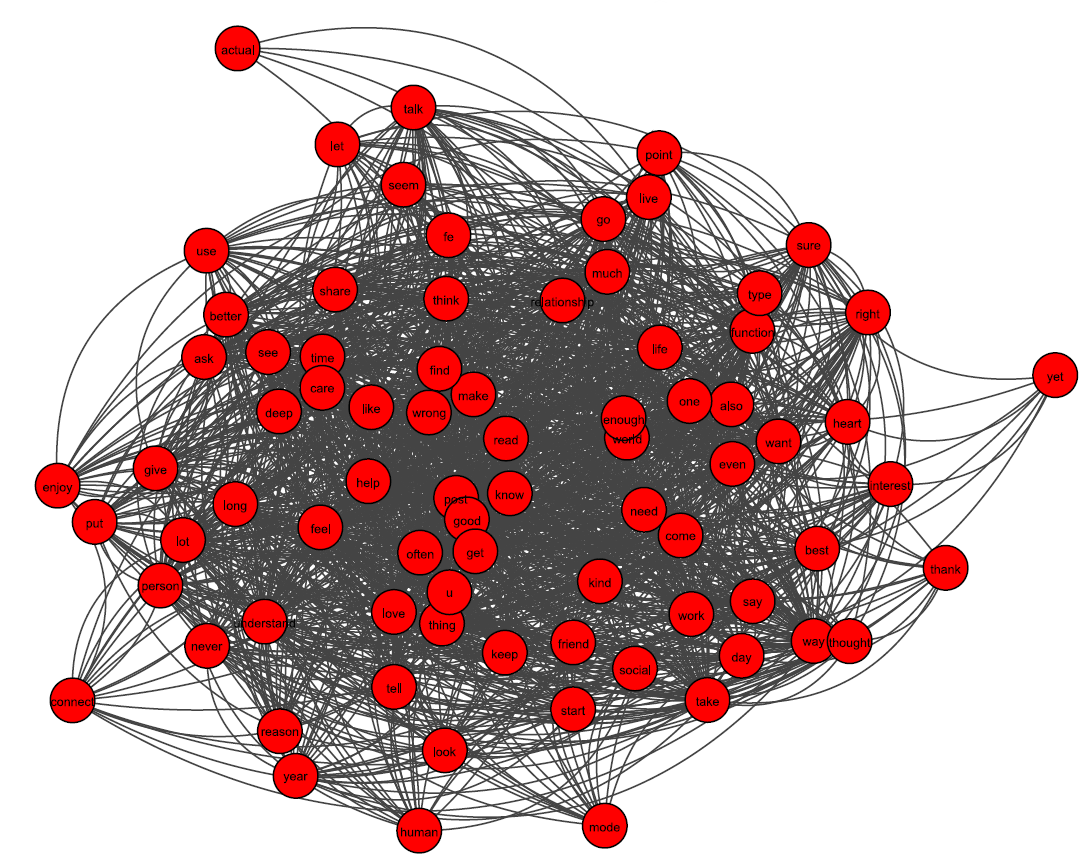 actual
talk
let
point
seem
live
go
fe
sure
use
much
share
type
think
relationship
better
right
function
life
see
ask
time
find
yet
care
make
like
one
also
deep
wrong
enough
heart
read
want
even
give
help
interest
enjoy
know
post
long
need
put
good
feel
come
lot
often
get
best
thank
kind
person
u
say
love
work
understand
thing
way
thought
friend
never
keep
day
social
tell
connect
take
start
reason
look
year
mode
human